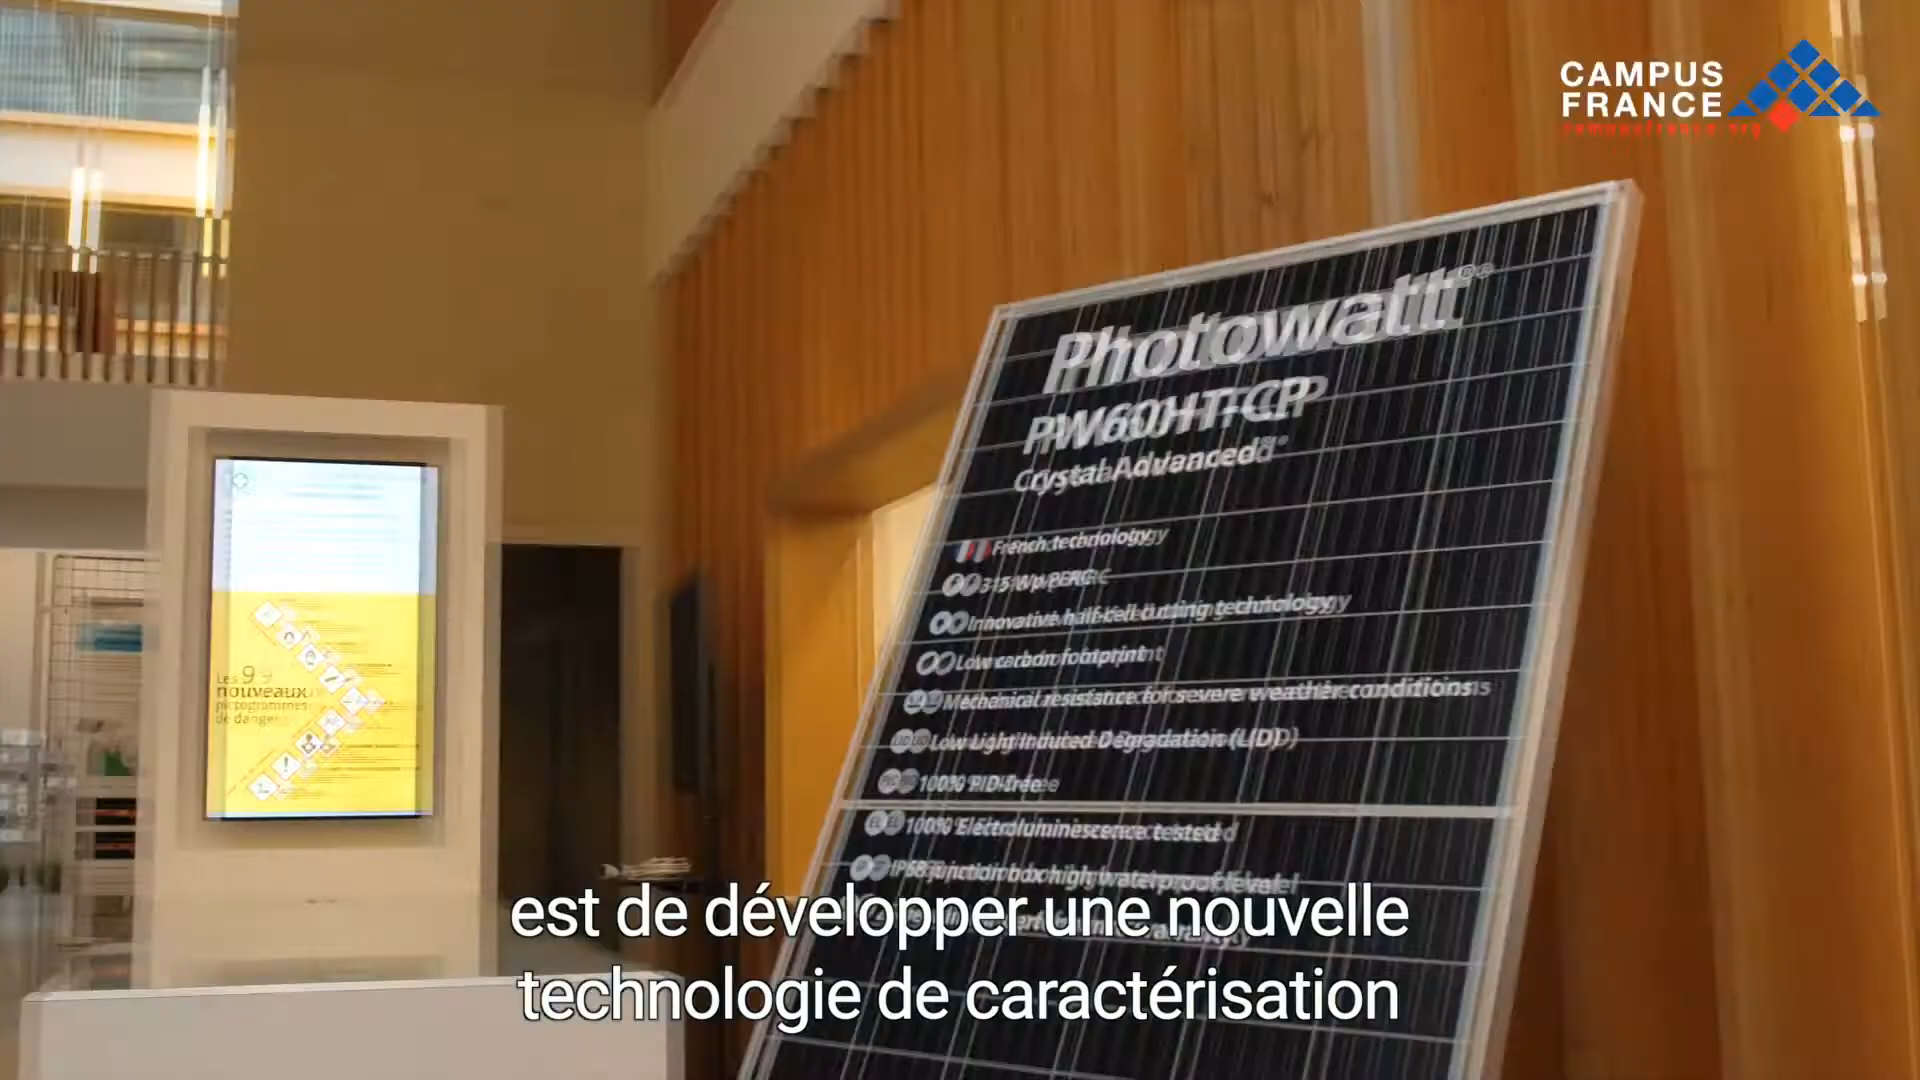 CAMPUS
FRANCE
campusfrance.org
Photowatt®
PW60HT-CP
Crystal Advanced®
French technology
315 Wp PERC
Innovative half-cell cutting technology
Low carbon footprint
Mechanical resistance for severe weather conditions
Low Light Induced Degradation (LID)
100% PID-free
100% Electroluminescence tested
IP68 junction box high waterproof level
Les 9
nouveaux
pictogrammes
de danger
est de développer une nouvelle
technologie de caractérisation